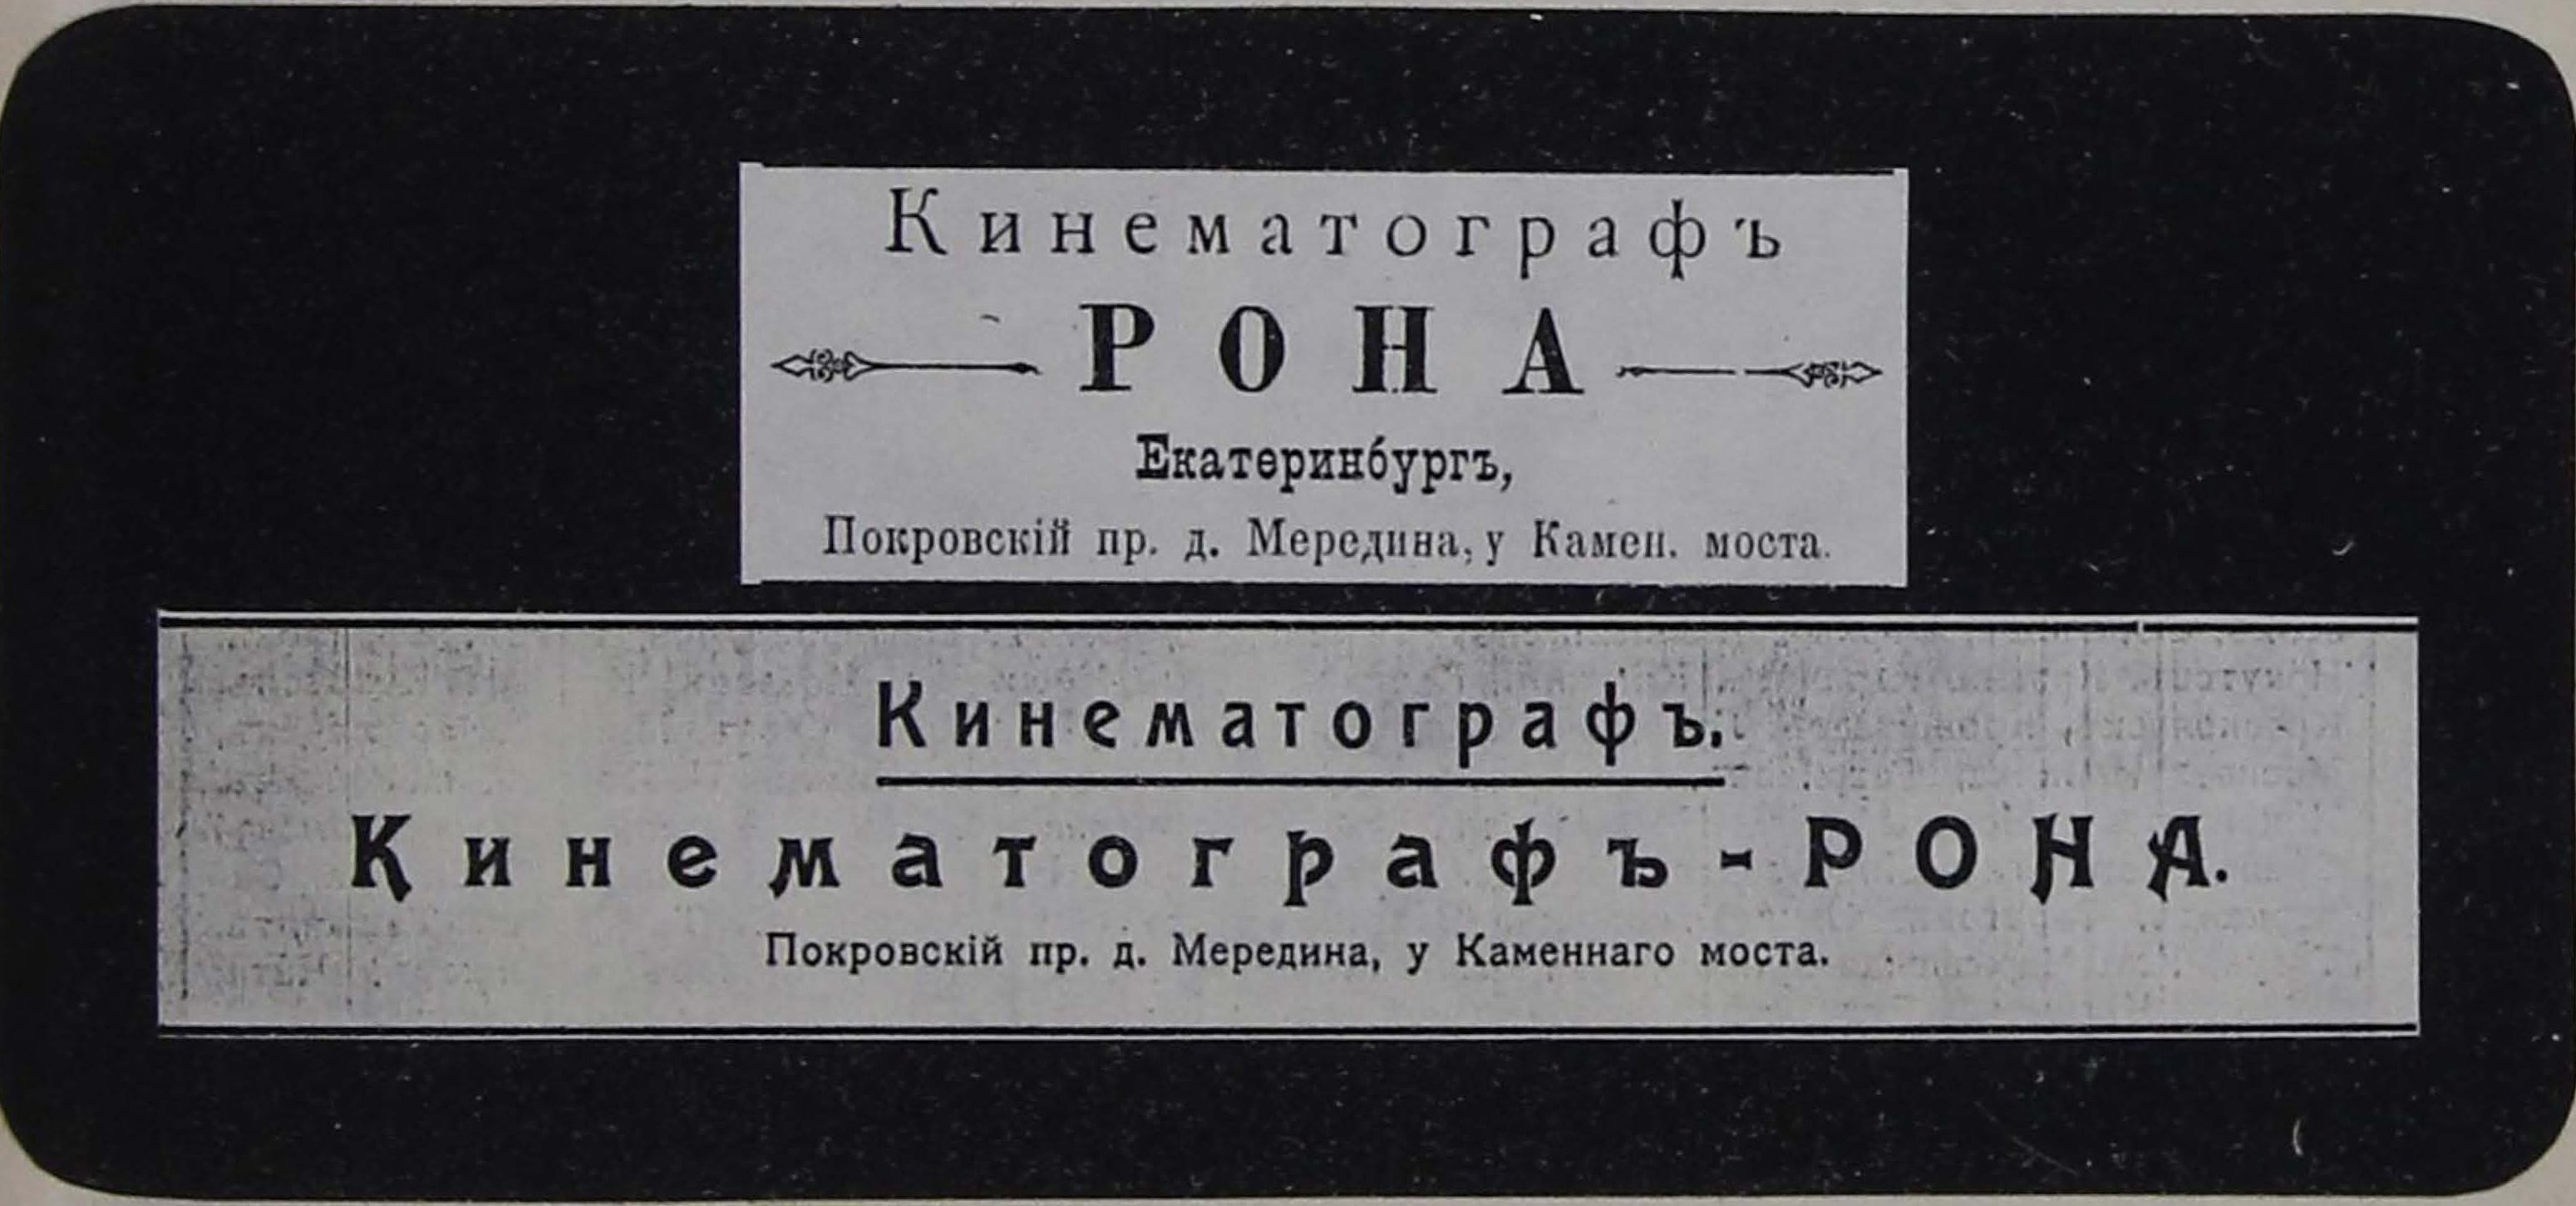 Кинематографъ
РОНА
Екатеринбургъ,
Покровскій пр. д. Мередина, у Камен. моста.
Кинематографъ.
Кинематографъ - РОНА.
Покровскій пр. д. Мередина, у Каменнаго моста.